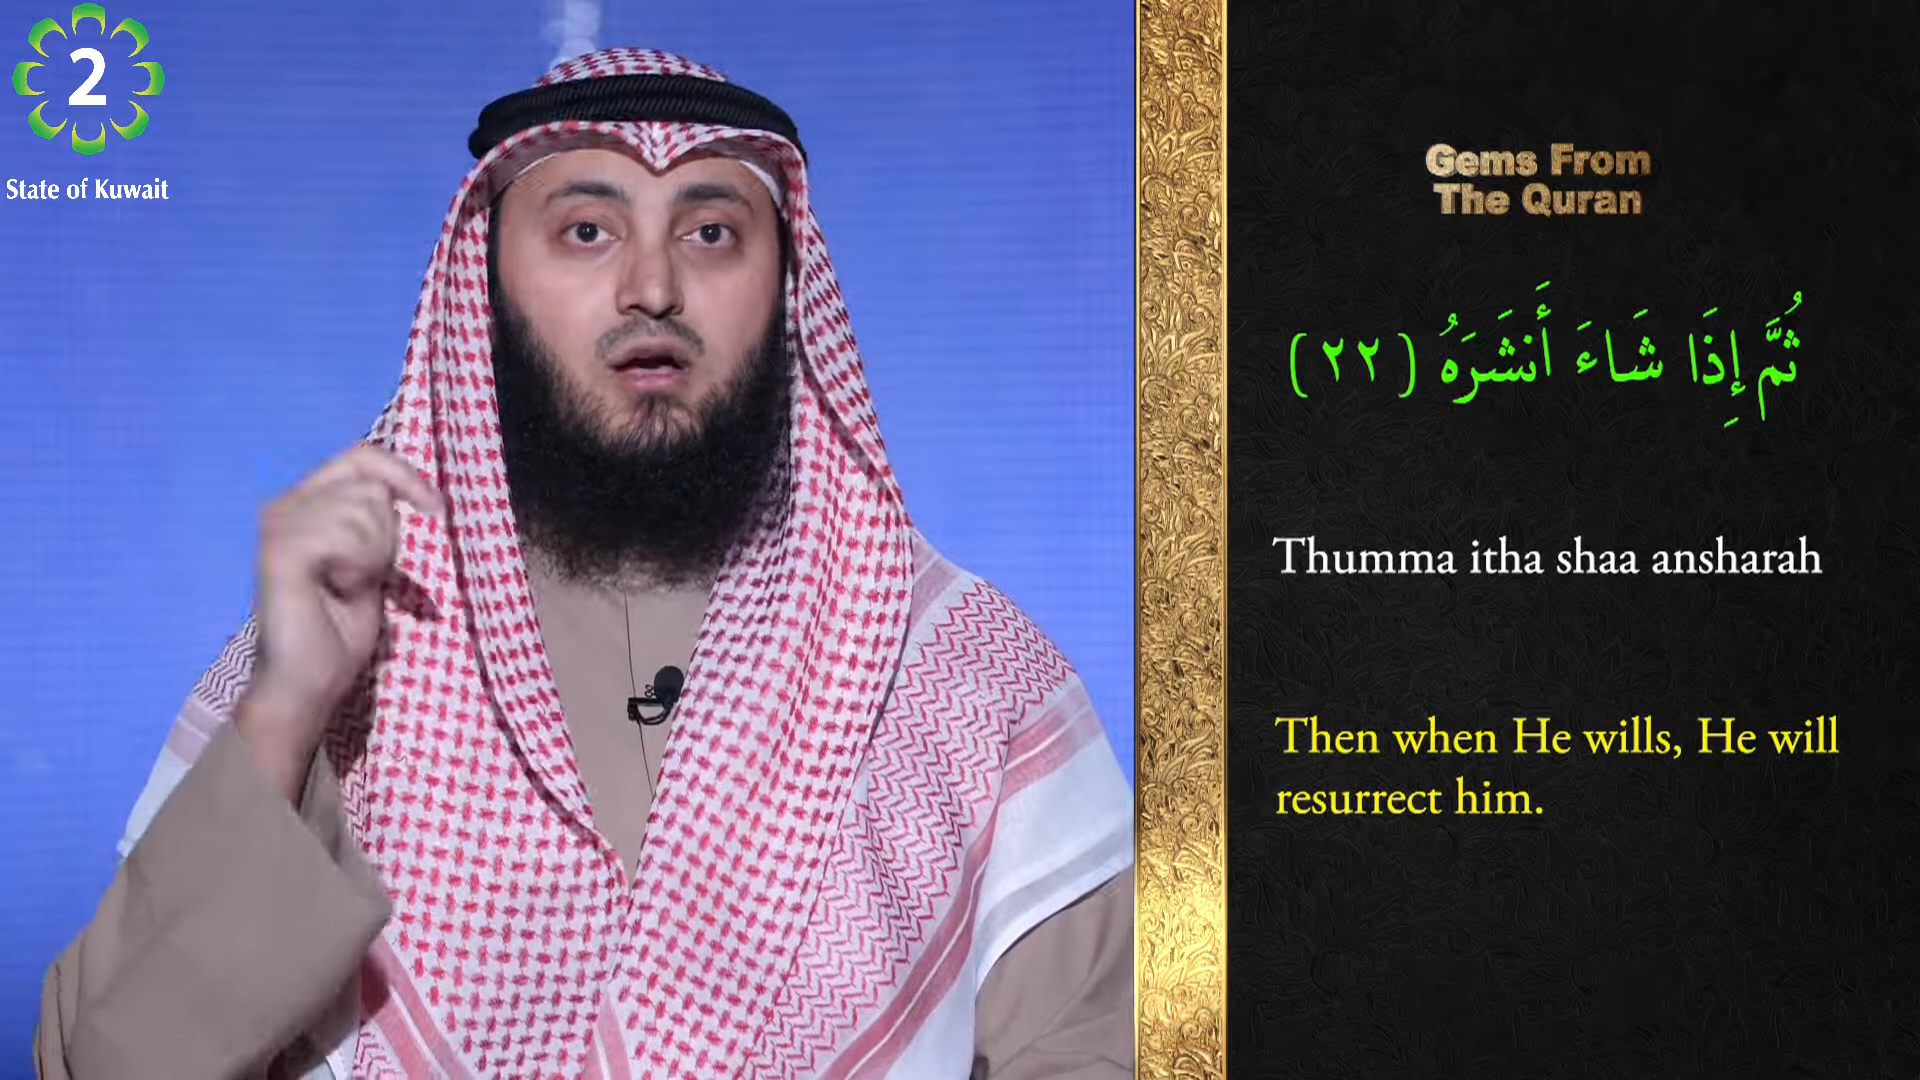 2
State of Kuwait
Gems From
The Quran
ثُمَّ إِذَا شَاءَ أَنشَرَهُ (٢٢)
Thumma itha shaa ansharah
Then when He wills, He will
resurrect him.